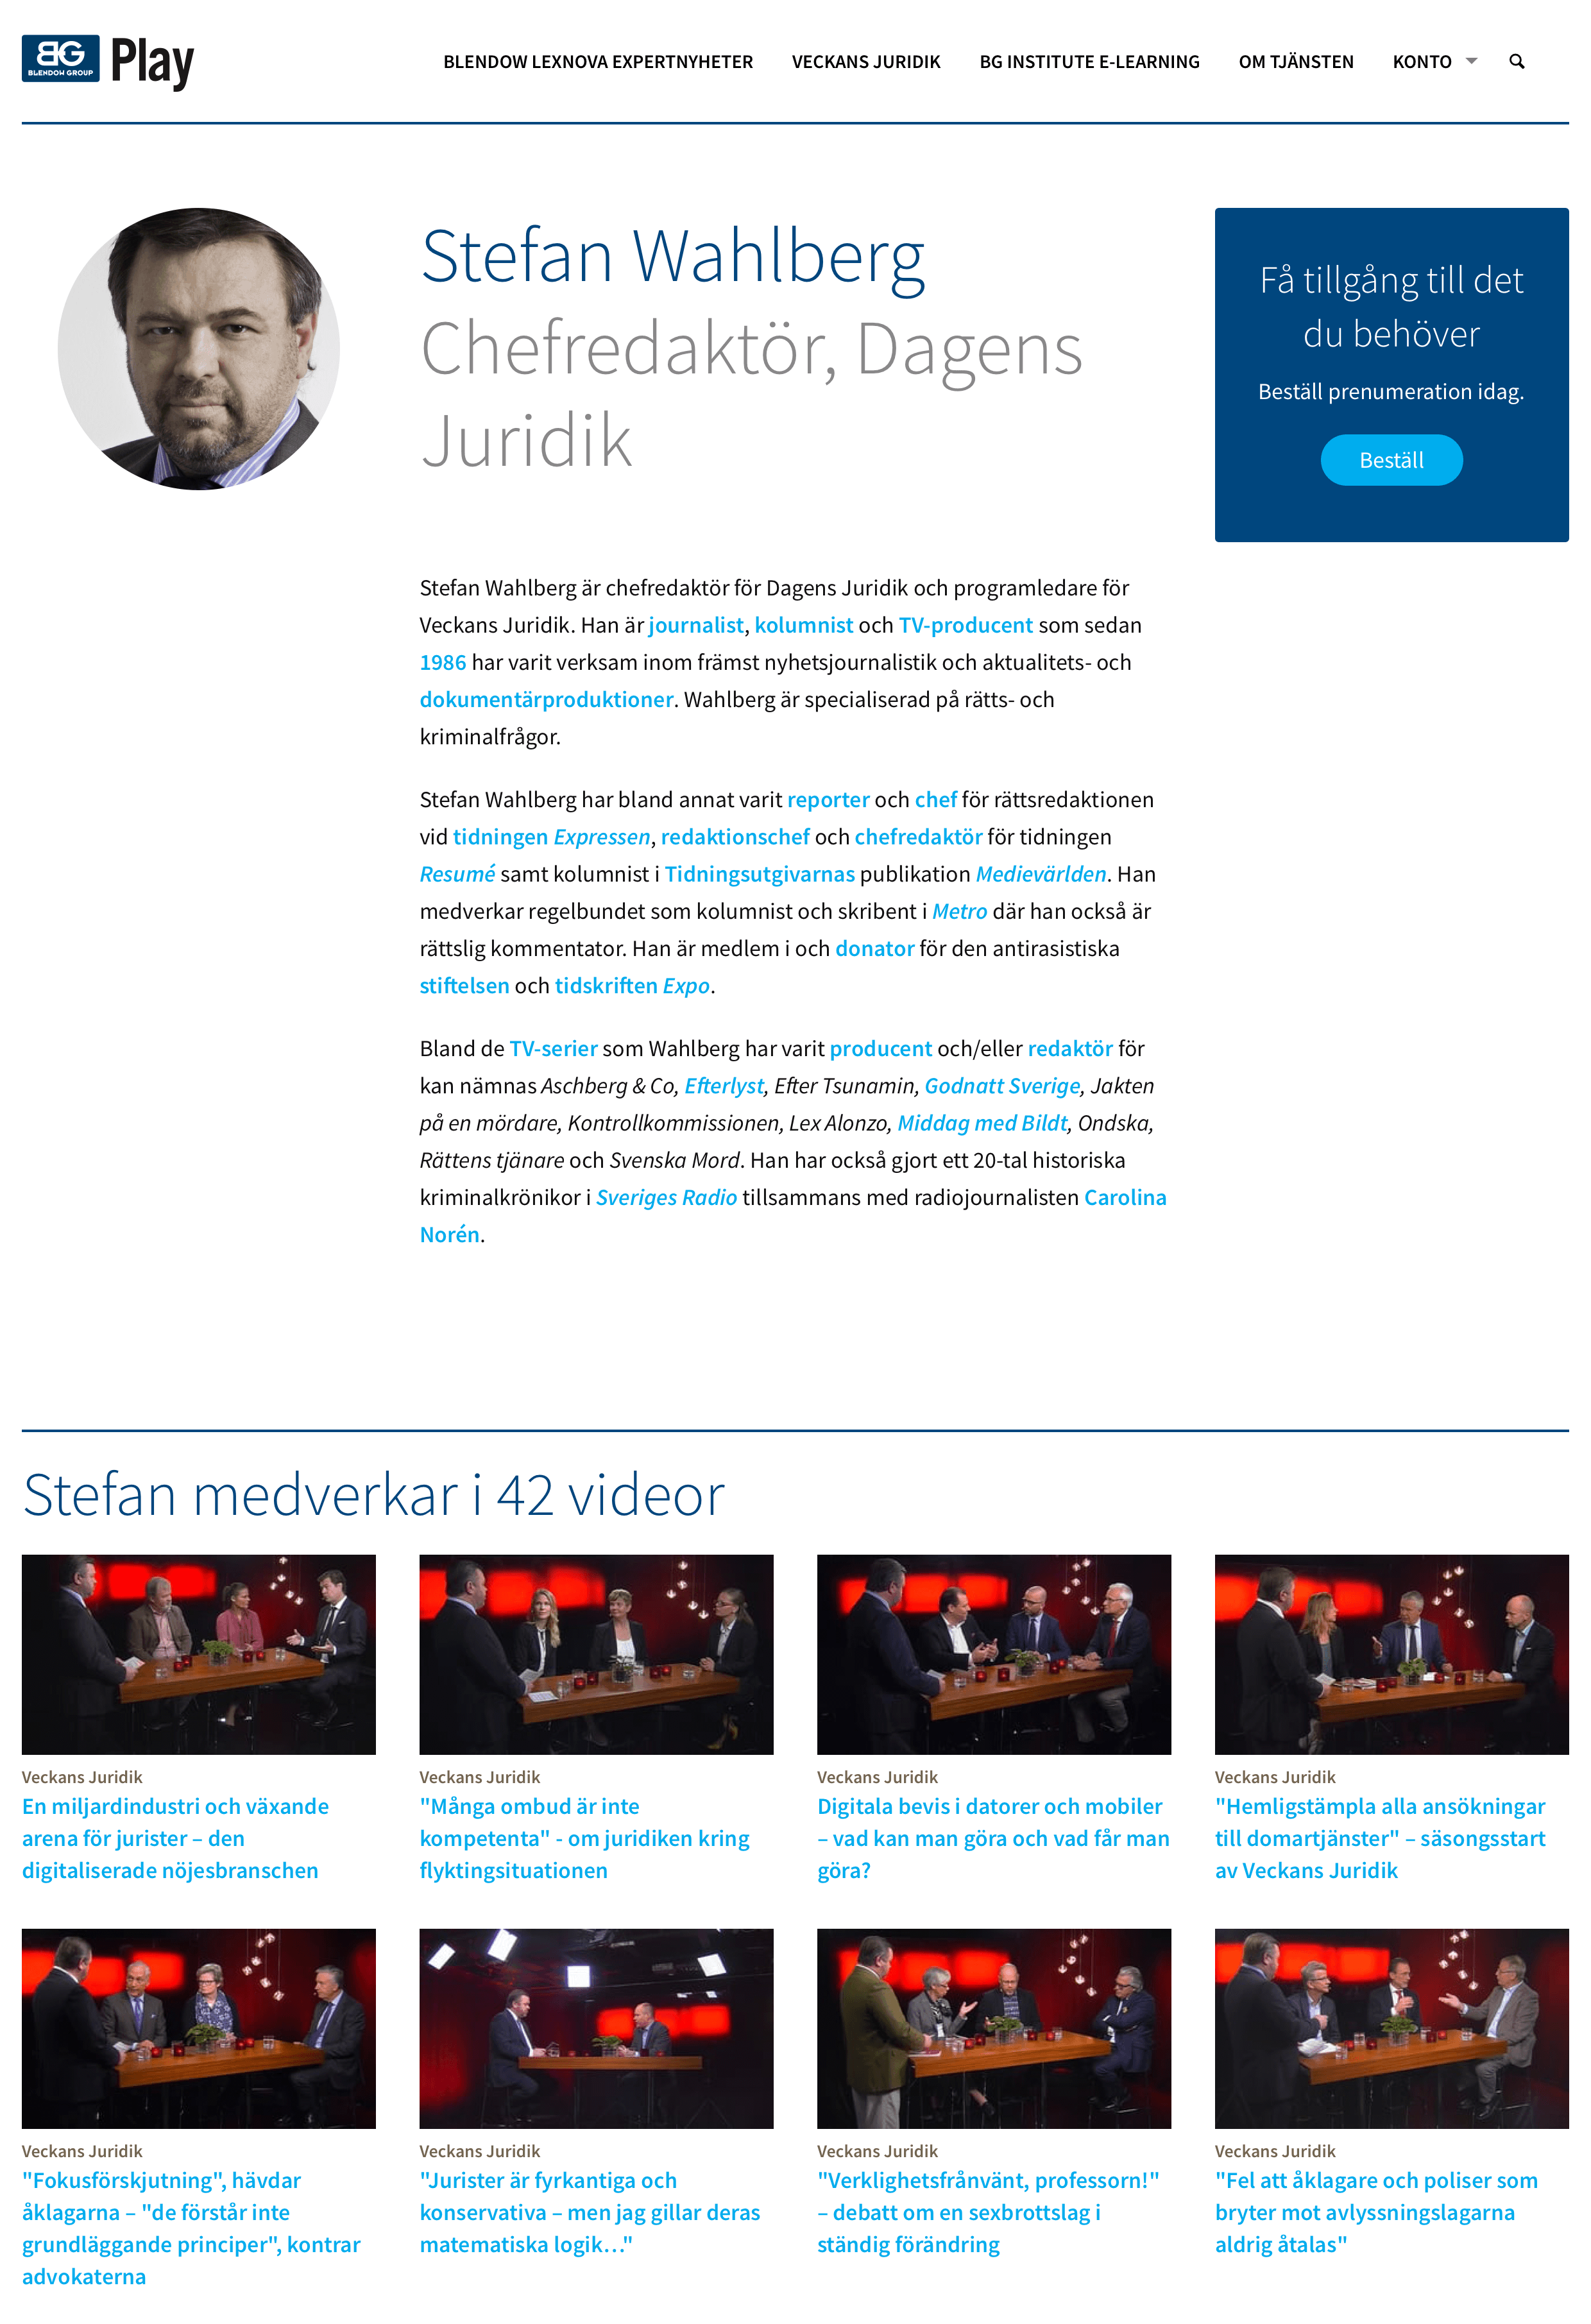 BG
BLENDOW GROUP
Play
BLENDOW LEXNOVA EXPERTNYHETER
VECKANS JURIDIK
BG INSTITUTE E-LEARNING
OM TJÄNSTEN
KONTO
Stefan Wahlberg
Chefredaktör, Dagens
Juridik
Få tillgång till det
du behöver
Beställ prenumeration idag.
Beställ
Stefan Wahlberg är chefredaktör för Dagens Juridik och programledare för
Veckans Juridik. Han är journalist, kolumnist och TV-producent som sedan
1986 har varit verksam inom främst nyhetsjournalistik och aktualitets- och
dokumentärproduktioner. Wahlberg är specialiserad på rätts- och
kriminalfrågor.
Stefan Wahlberg har bland annat varit reporter och chef för rättsredaktionen
vid tidningen Expressen, redaktionschef och chefredaktör för tidningen
Resumé samt kolumnist i Tidningsutgivarnas publikation Medievärlden. Han
medverkar regelbundet som kolumnist och skribent i Metro där han också är
rättslig kommentator. Han är medlem i och donator för den antirasistiska
stiftelsen och tidskriften Expo.
Bland de TV-serier som Wahlberg har varit producent och/eller redaktör för
kan nämnas Aschberg & Co, Efterlyst, Efter Tsunamin, Godnatt Sverige, Jakten
på en mördare, Kontrollkommissionen, Lex Alonzo, Middag med Bildt, Ondska,
Rättens tjänare och Svenska Mord. Han har också gjort ett 20-tal historiska
kriminalkrönikor i Sveriges Radio tillsammans med radiojournalisten Carolina
Norén.
Stefan medverkar i 42 videor
Veckans Juridik
En miljardindustri och växande
arena för jurister – den
digitaliserade nöjesbranschen
Veckans Juridik
"Många ombud är inte
kompetenta" - om juridiken kring
flyktingsituationen
Veckans Juridik
Digitala bevis i datorer och mobiler
– vad kan man göra och vad får man
göra?
Veckans Juridik
"Hemligstämpla alla ansökningar
till domartjänster" – säsongsstart
av Veckans Juridik
Veckans Juridik
"Fokusförskjutning", hävdar
åklagarna – "de förstår inte
grundläggande principer", kontrar
advokaterna
Veckans Juridik
"Jurister är fyrkantiga och
konservativa – men jag gillar deras
matematiska logik…"
Veckans Juridik
"Verklighetsfrånvänt, professorn!"
– debatt om en sexbrottslag i
ständig förändring
Veckans Juridik
"Fel att åklagare och poliser som
bryter mot avlyssningslagarna
aldrig åtalas"